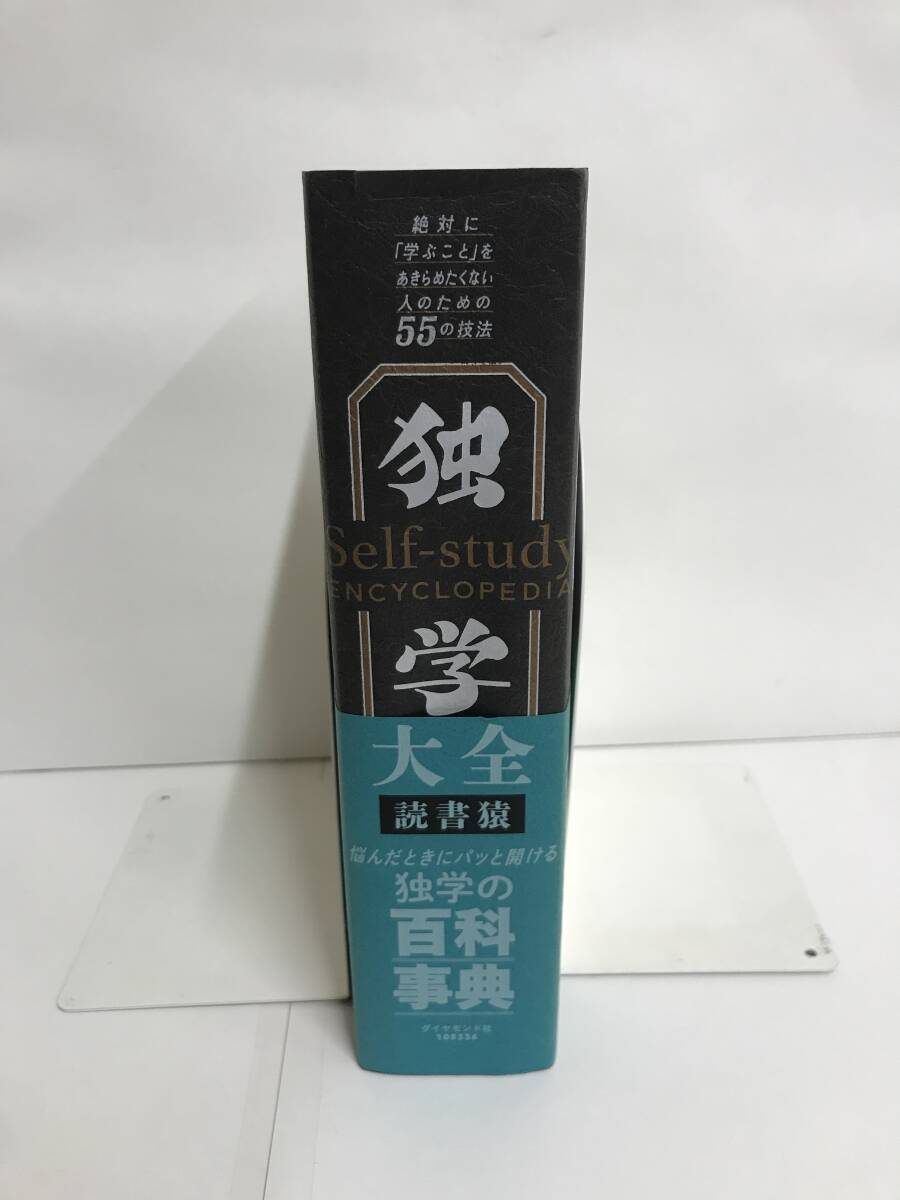 絶対に
「学ぶこと」を
あきらめたくない
人のための
55の技法
独
Self-study
ENCYCLOPEDIA
学
大全
読書猿
悩んだときにパッと開ける
独学の
百科
事典
ダイヤモンド社
108536